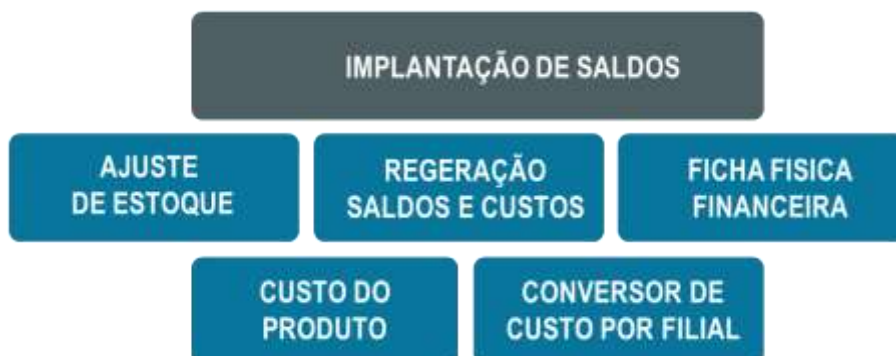 IMPLANTAÇÃO DE SALDOS
AJUSTE
DE ESTOQUE
REGERAÇÃO
SALDOS E CUSTOS
FICHA FISICA
FINANCEIRA
CUSTO DO
PRODUTO
CONVERSOR DE
CUSTO POR FILIAL